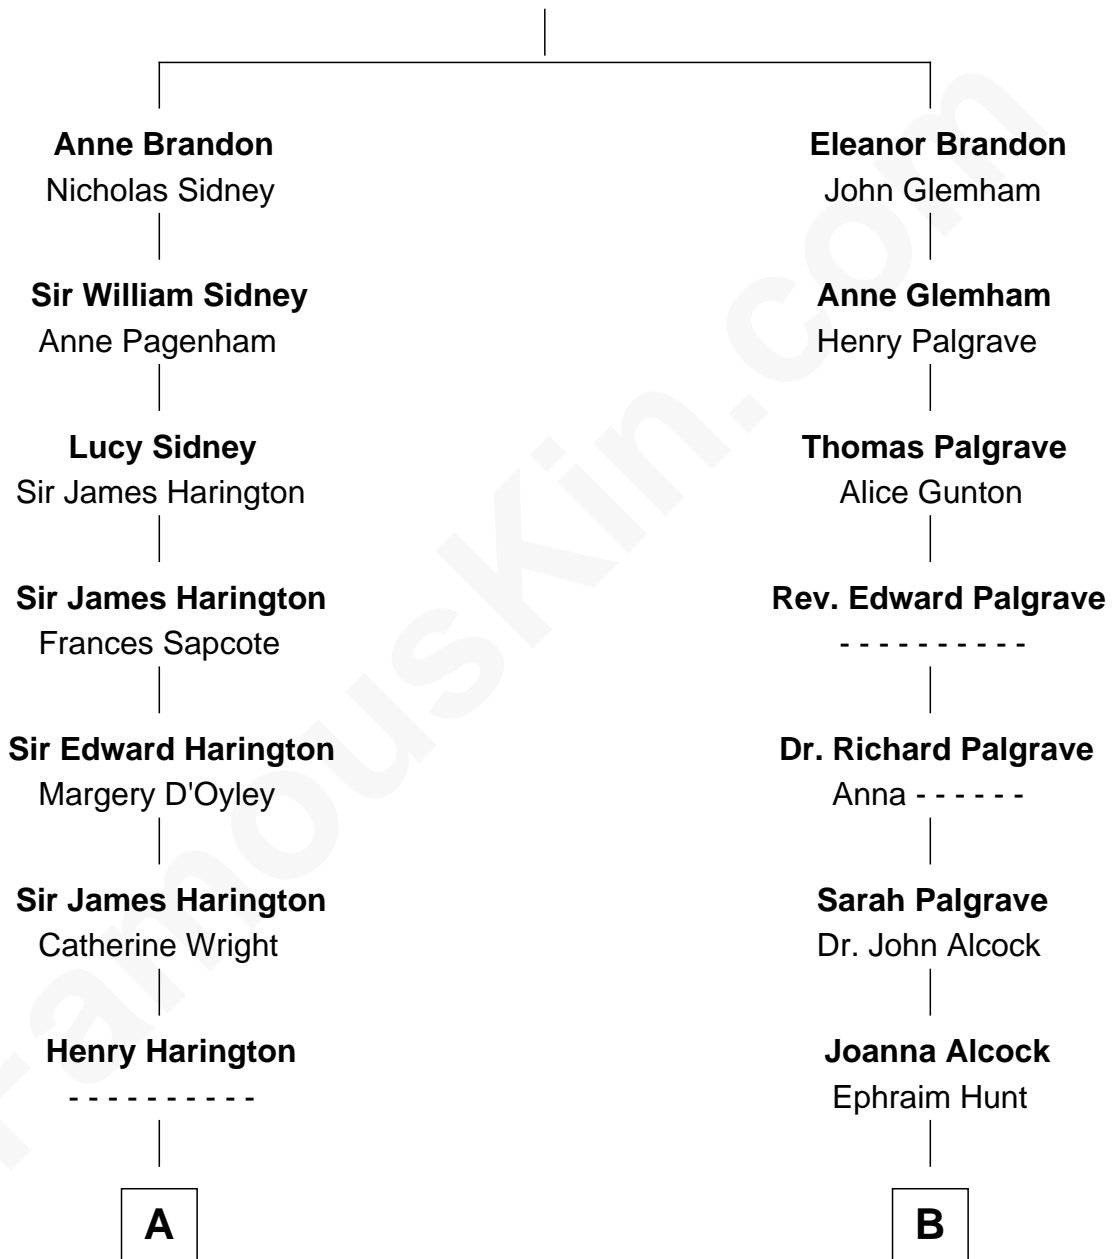 Anne Brandon
Nicholas Sidney
Eleanor Brandon
John Glemham
Sir William Sidney
Anne Pagenham
Anne Glemham
Henry Palgrave
Lucy Sidney
Sir James Harington
Thomas Palgrave
Alice Gunton
Sir James Harington
Frances Sapcote
Rev. Edward Palgrave
- - - - - - - - - -
Sir Edward Harington
Margery D'Oyley
Dr. Richard Palgrave
Anna - - - - - -
Sir James Harington
Catherine Wright
Sarah Palgrave
Dr. John Alcock
Henry Harington
- - - - - - - - - -
Joanna Alcock
Ephraim Hunt
A
B
FamousKin.com